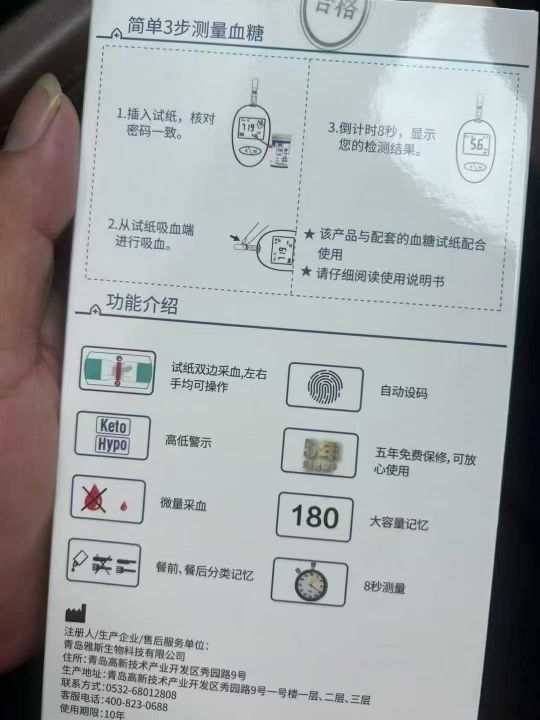 合格
简单3步测量血糖
1.插入试纸，核对
密码一致。
2.从试纸吸血端
进行吸血。
3.倒计时8秒，显示
您的检测结果。
5.6
★ 该产品与配套的血糖试纸配合
使用
★ 请仔细阅读使用说明书
功能介绍
试纸双边采血,左右
手均可操作
自动设码
Keto
Hypo
高低警示
5年
五年免费保修,可放
心使用
微量采血
180
大容量记忆
餐前、餐后分类记忆
8秒测量
注册人/生产企业/售后服务单位：
青岛雅斯生物科技有限公司
住所：青岛高新技术产业开发区秀园路9号
生产地址：青岛高新技术产业开发区秀园路9号一号楼一层、二层、三层
联系方式：0532-68012808
客服电话：400-823-0688
使用期限：10年